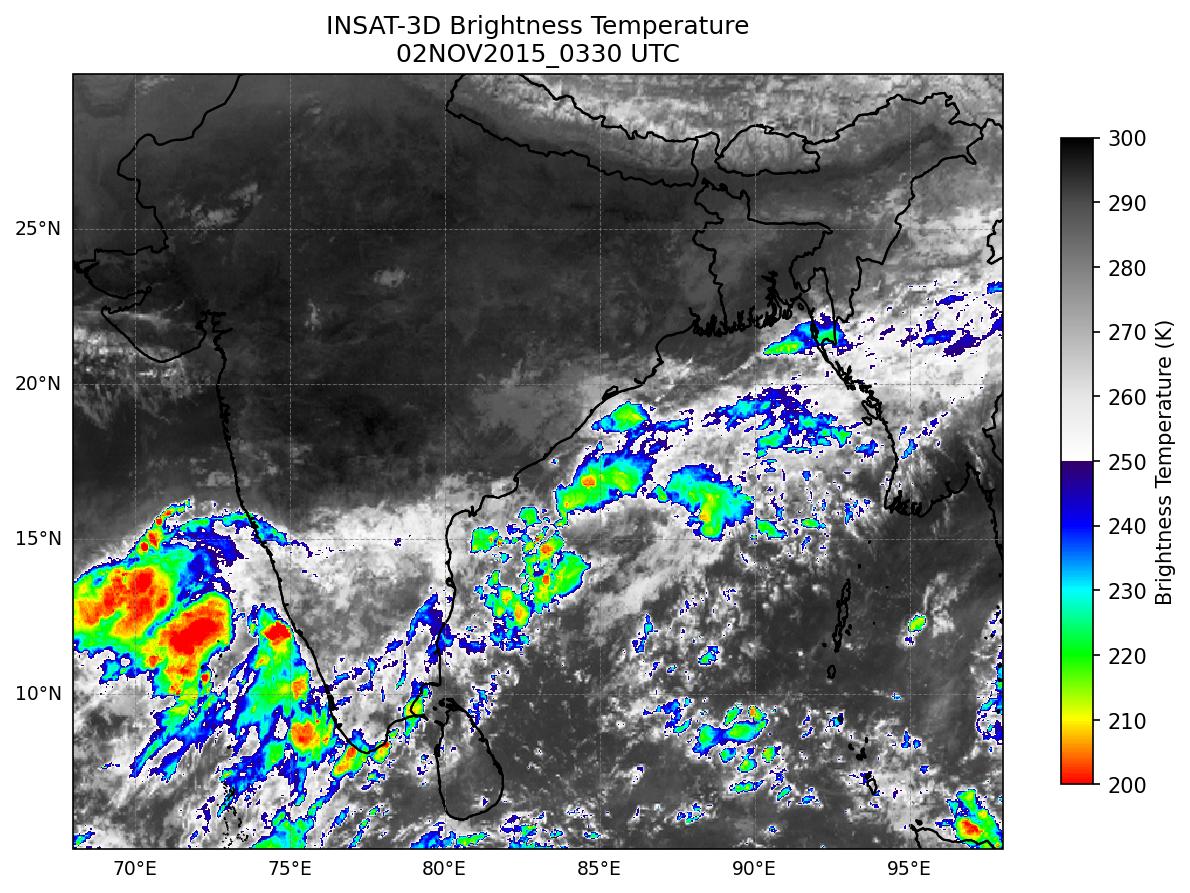 INSAT-3D Brightness Temperature
02NOV2015_0330 UTC
25°N
20°N
15°N
10°N
70°E
75°E
80°E
85°E
90°E
95°E
300
290
280
270
260
250
240
230
220
210
200
Brightness Temperature (K)